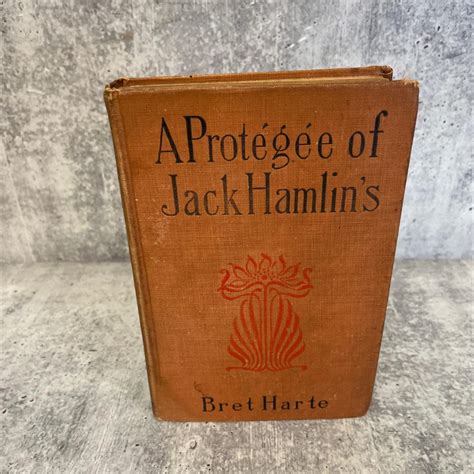 A Protégée of
Jack Hamlin's
Bret Harte